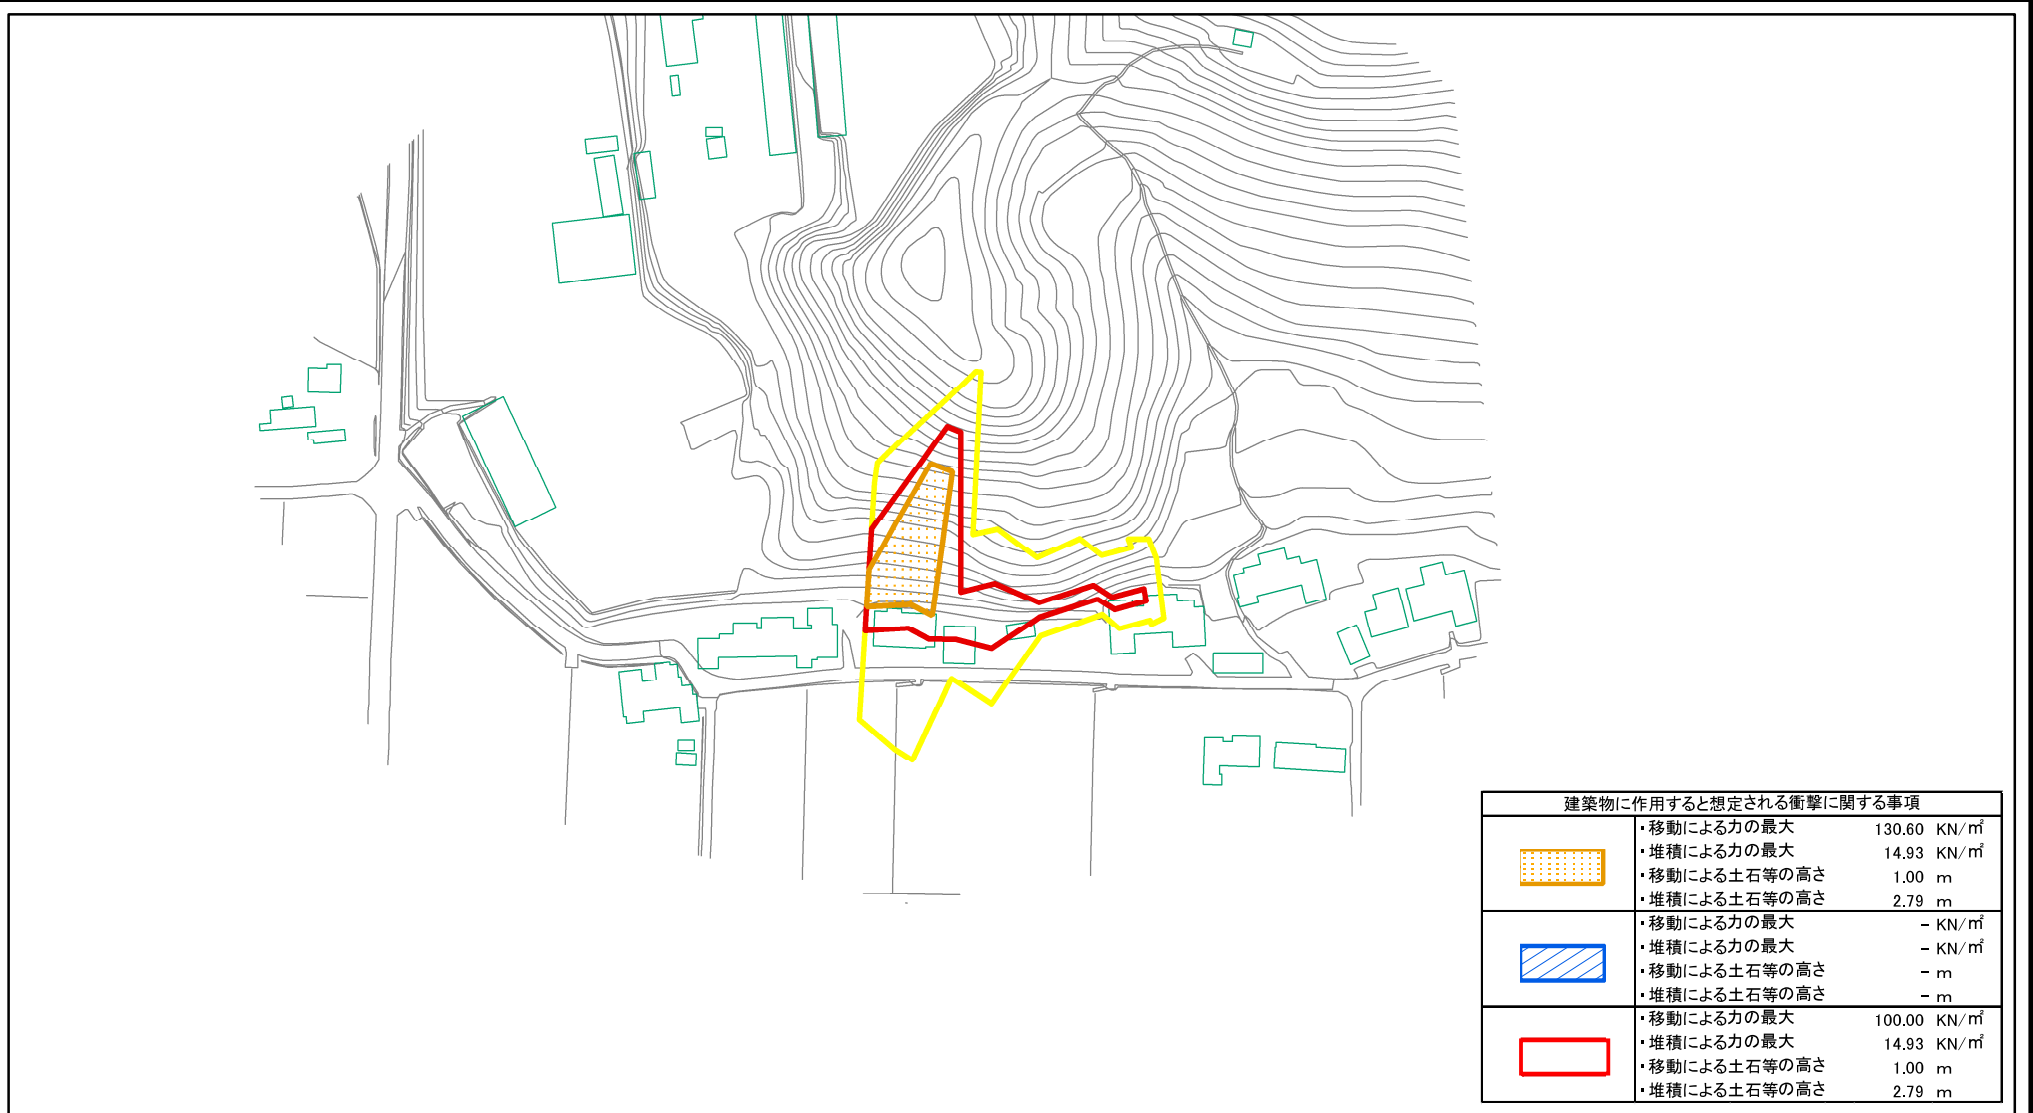 建築物に作用すると想定される衝撃に関する事項
・移動による力の最大 130.60 KN/㎡
・堆積による力の最大 14.93 KN/㎡
・移動による土石等の高さ 1.00 m
・堆積による土石等の高さ 2.79 m
・移動による力の最大 - KN/㎡
・堆積による力の最大 - KN/㎡
・移動による土石等の高さ - m
・堆積による土石等の高さ - m
・移動による力の最大 100.00 KN/㎡
・堆積による力の最大 14.93 KN/㎡
・移動による土石等の高さ 1.00 m
・堆積による土石等の高さ 2.79 m